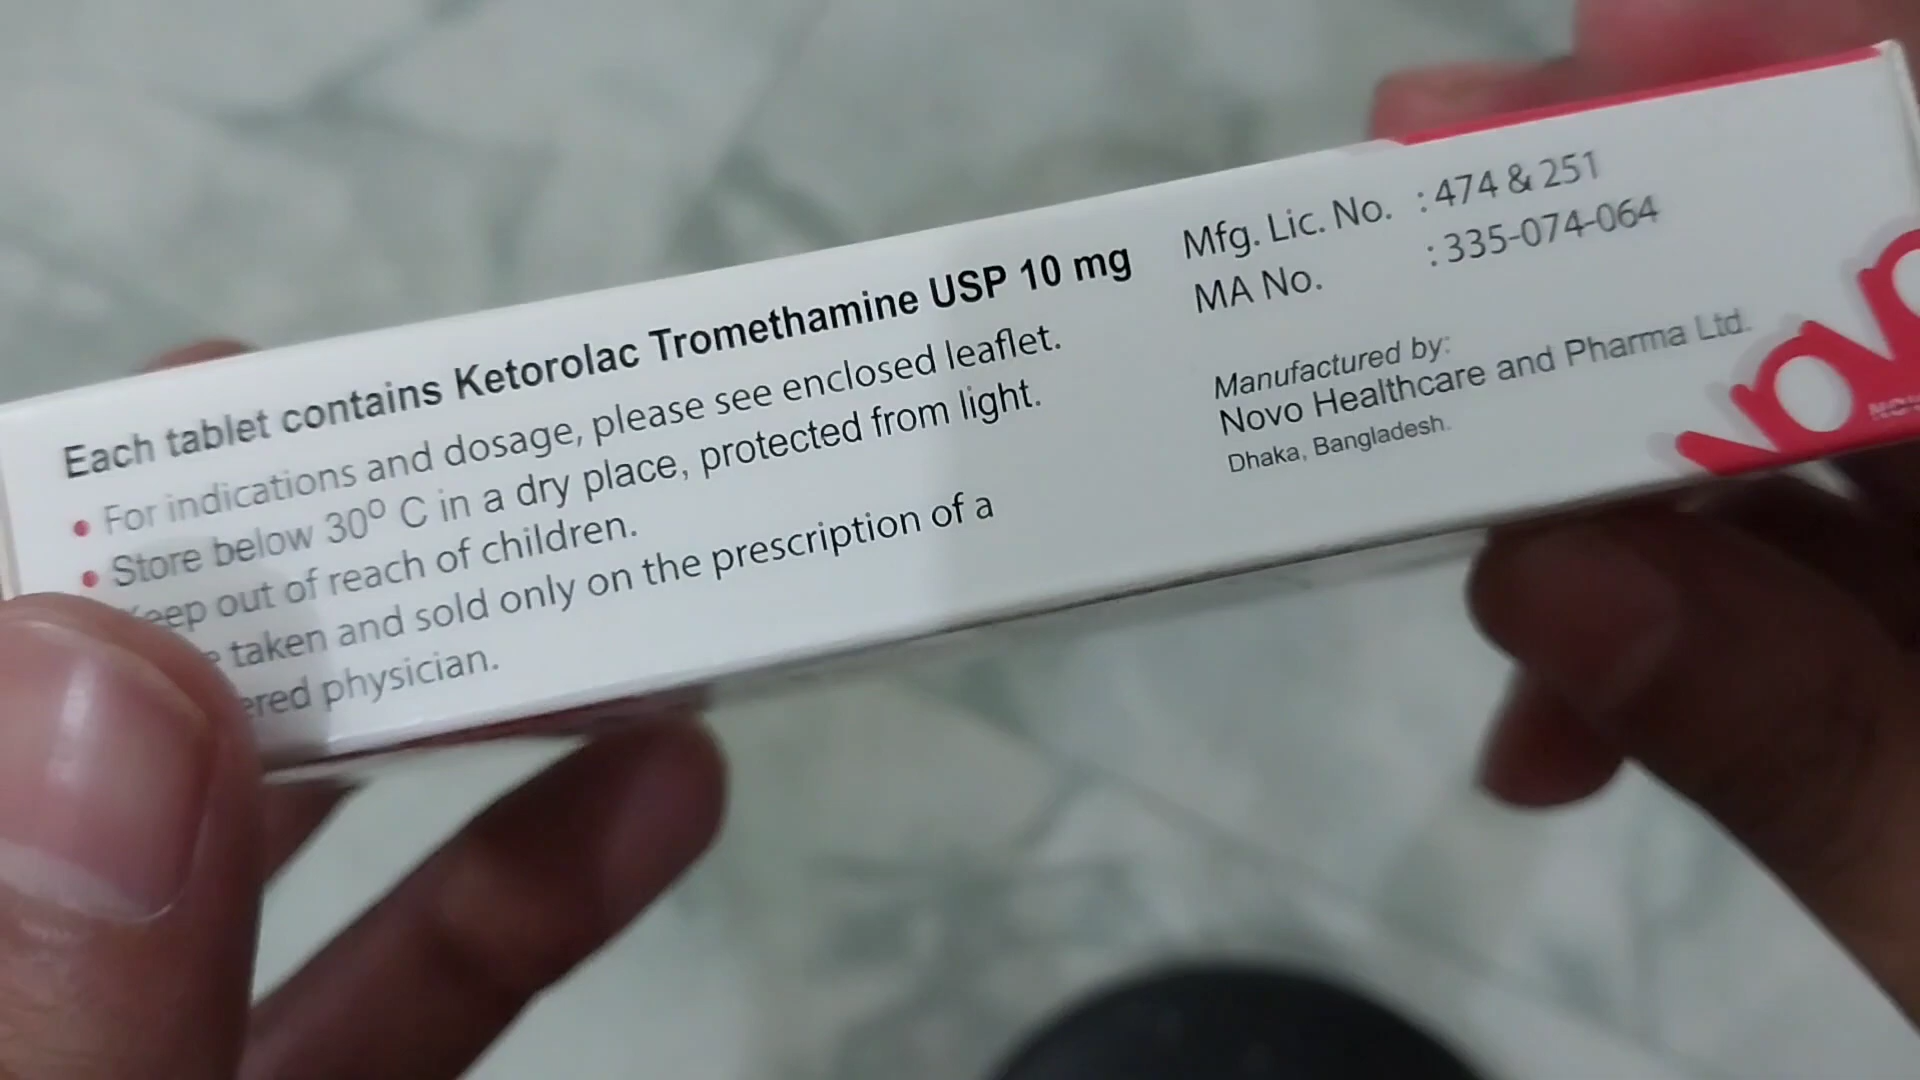 Each tablet contains Ketorolac Tromethamine USP 10 mg
• For indications and dosage, please see enclosed leaflet.
• Store below 30° C in a dry place, protected from light.
out of reach of children.
taken and sold only on the prescription of a
physician.
Mfg. Lic. No. : 474 & 251
MA No. : 335-074-064
Manufactured by:
Novo Healthcare and Pharma Ltd.
Dhaka, Bangladesh.